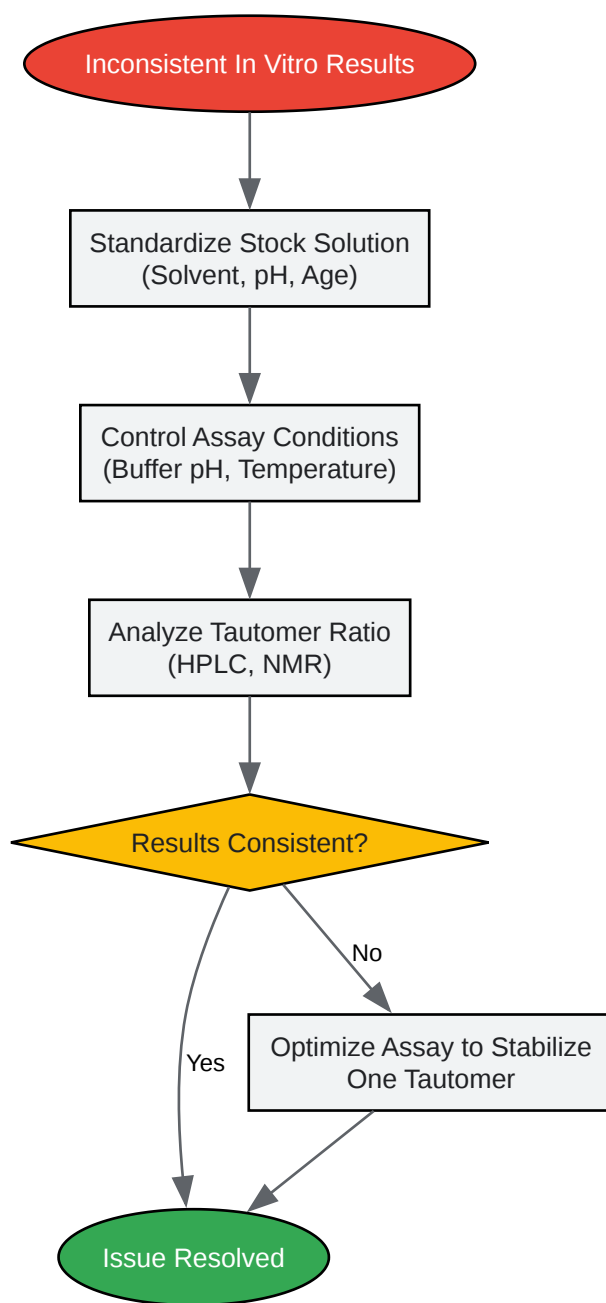 Inconsistent In Vitro Results
Standardize Stock Solution
(Solvent, pH, Age)
Control Assay Conditions
(Buffer pH, Temperature)
Analyze Tautomer Ratio
(HPLC, NMR)
Results Consistent?
No
Optimize Assay to Stabilize
One Tautomer
Yes
Issue Resolved